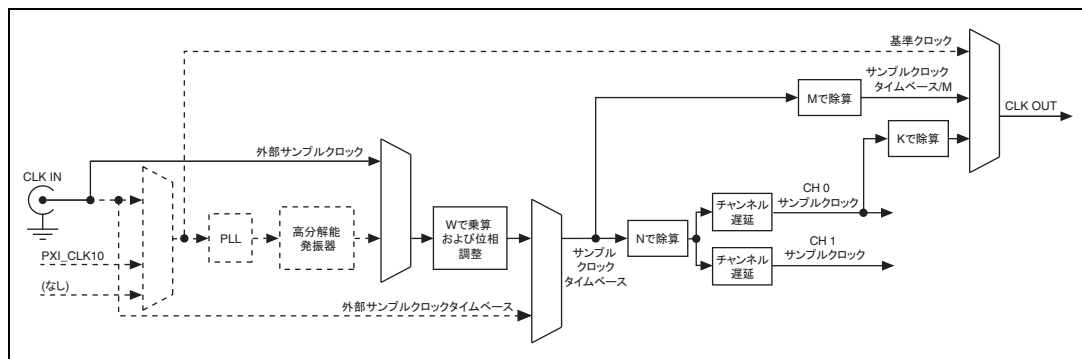 基準クロック
サンプルクロック
タイムベース/M
Mで除算
CLK OUT
Kで除算
外部サンプルクロック
CLK IN
PXI_CLK10
(なし)
PLL
高分解能
発振器
Wで乗算
および位相
調整
外部サンプルクロックタイムベース
サンプル
クロック
タイムベース
Nで除算
チャンネル
遅延
CH 0
サンプルクロック
チャンネル
遅延
CH 1
サンプルクロック